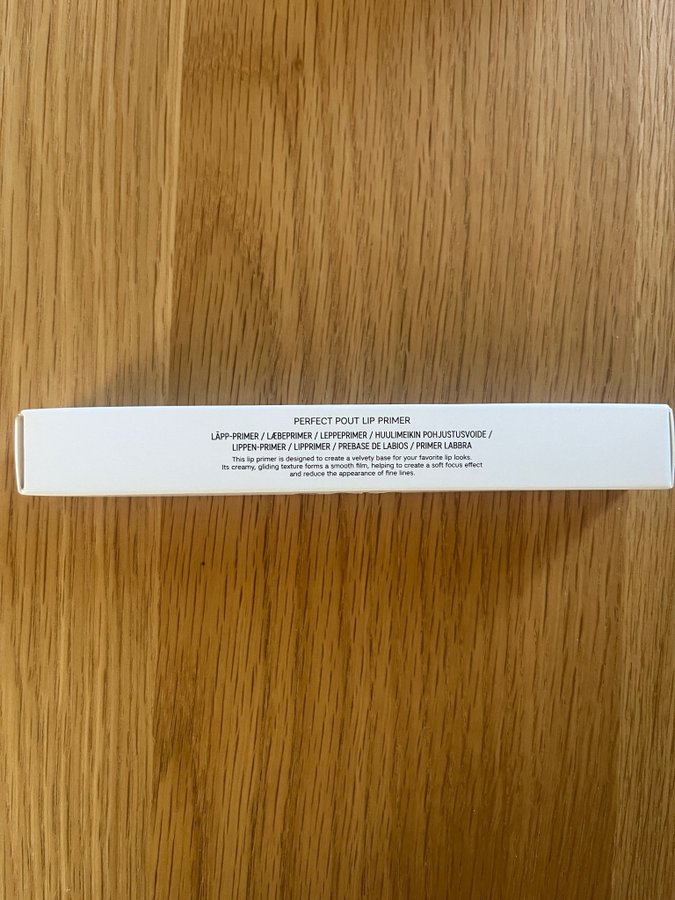 PERFECT POUT LIP PRIMER
LÄPP-PRIMER / LÆBEPRIMER / LEPPEPRIMER / HUULIMEIKIN POHJUSTUSVOIDE /
LIPPEN-PRIMER / LIPPRIMER / PREBASE DE LABIOS / PRIMER LABBRA
This lip primer is designed to create a velvety base for your favorite lip looks.
Its creamy, gliding texture forms a smooth film, helping to create a soft focus effect
and reduce the appearance of fine lines.